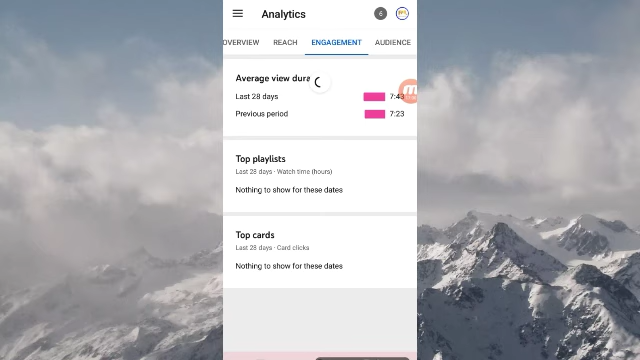 Analytics
6
OVERVIEW REACH ENGAGEMENT AUDIENCE
Average view dura
Last 28 days 7:43
Previous period 7:23
Top playlists
Last 28 days · Watch time (hours)
Nothing to show for these dates
Top cards
Last 28 days · Card clicks
Nothing to show for these dates